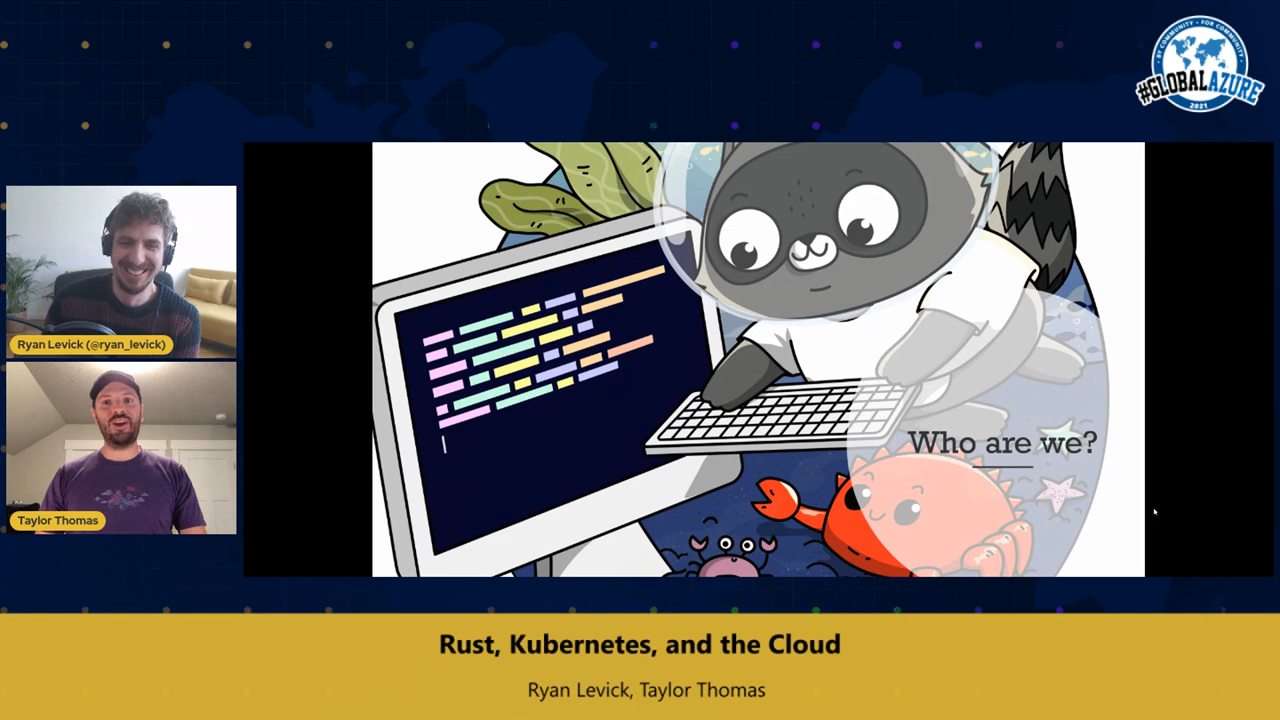 BY COMMUNITY • FOR COMMUNITY
#GLOBALAZURE
2021
Ryan Levick (@ryan_levick)
Taylor Thomas
Who are we?
Rust, Kubernetes, and the Cloud
Ryan Levick, Taylor Thomas